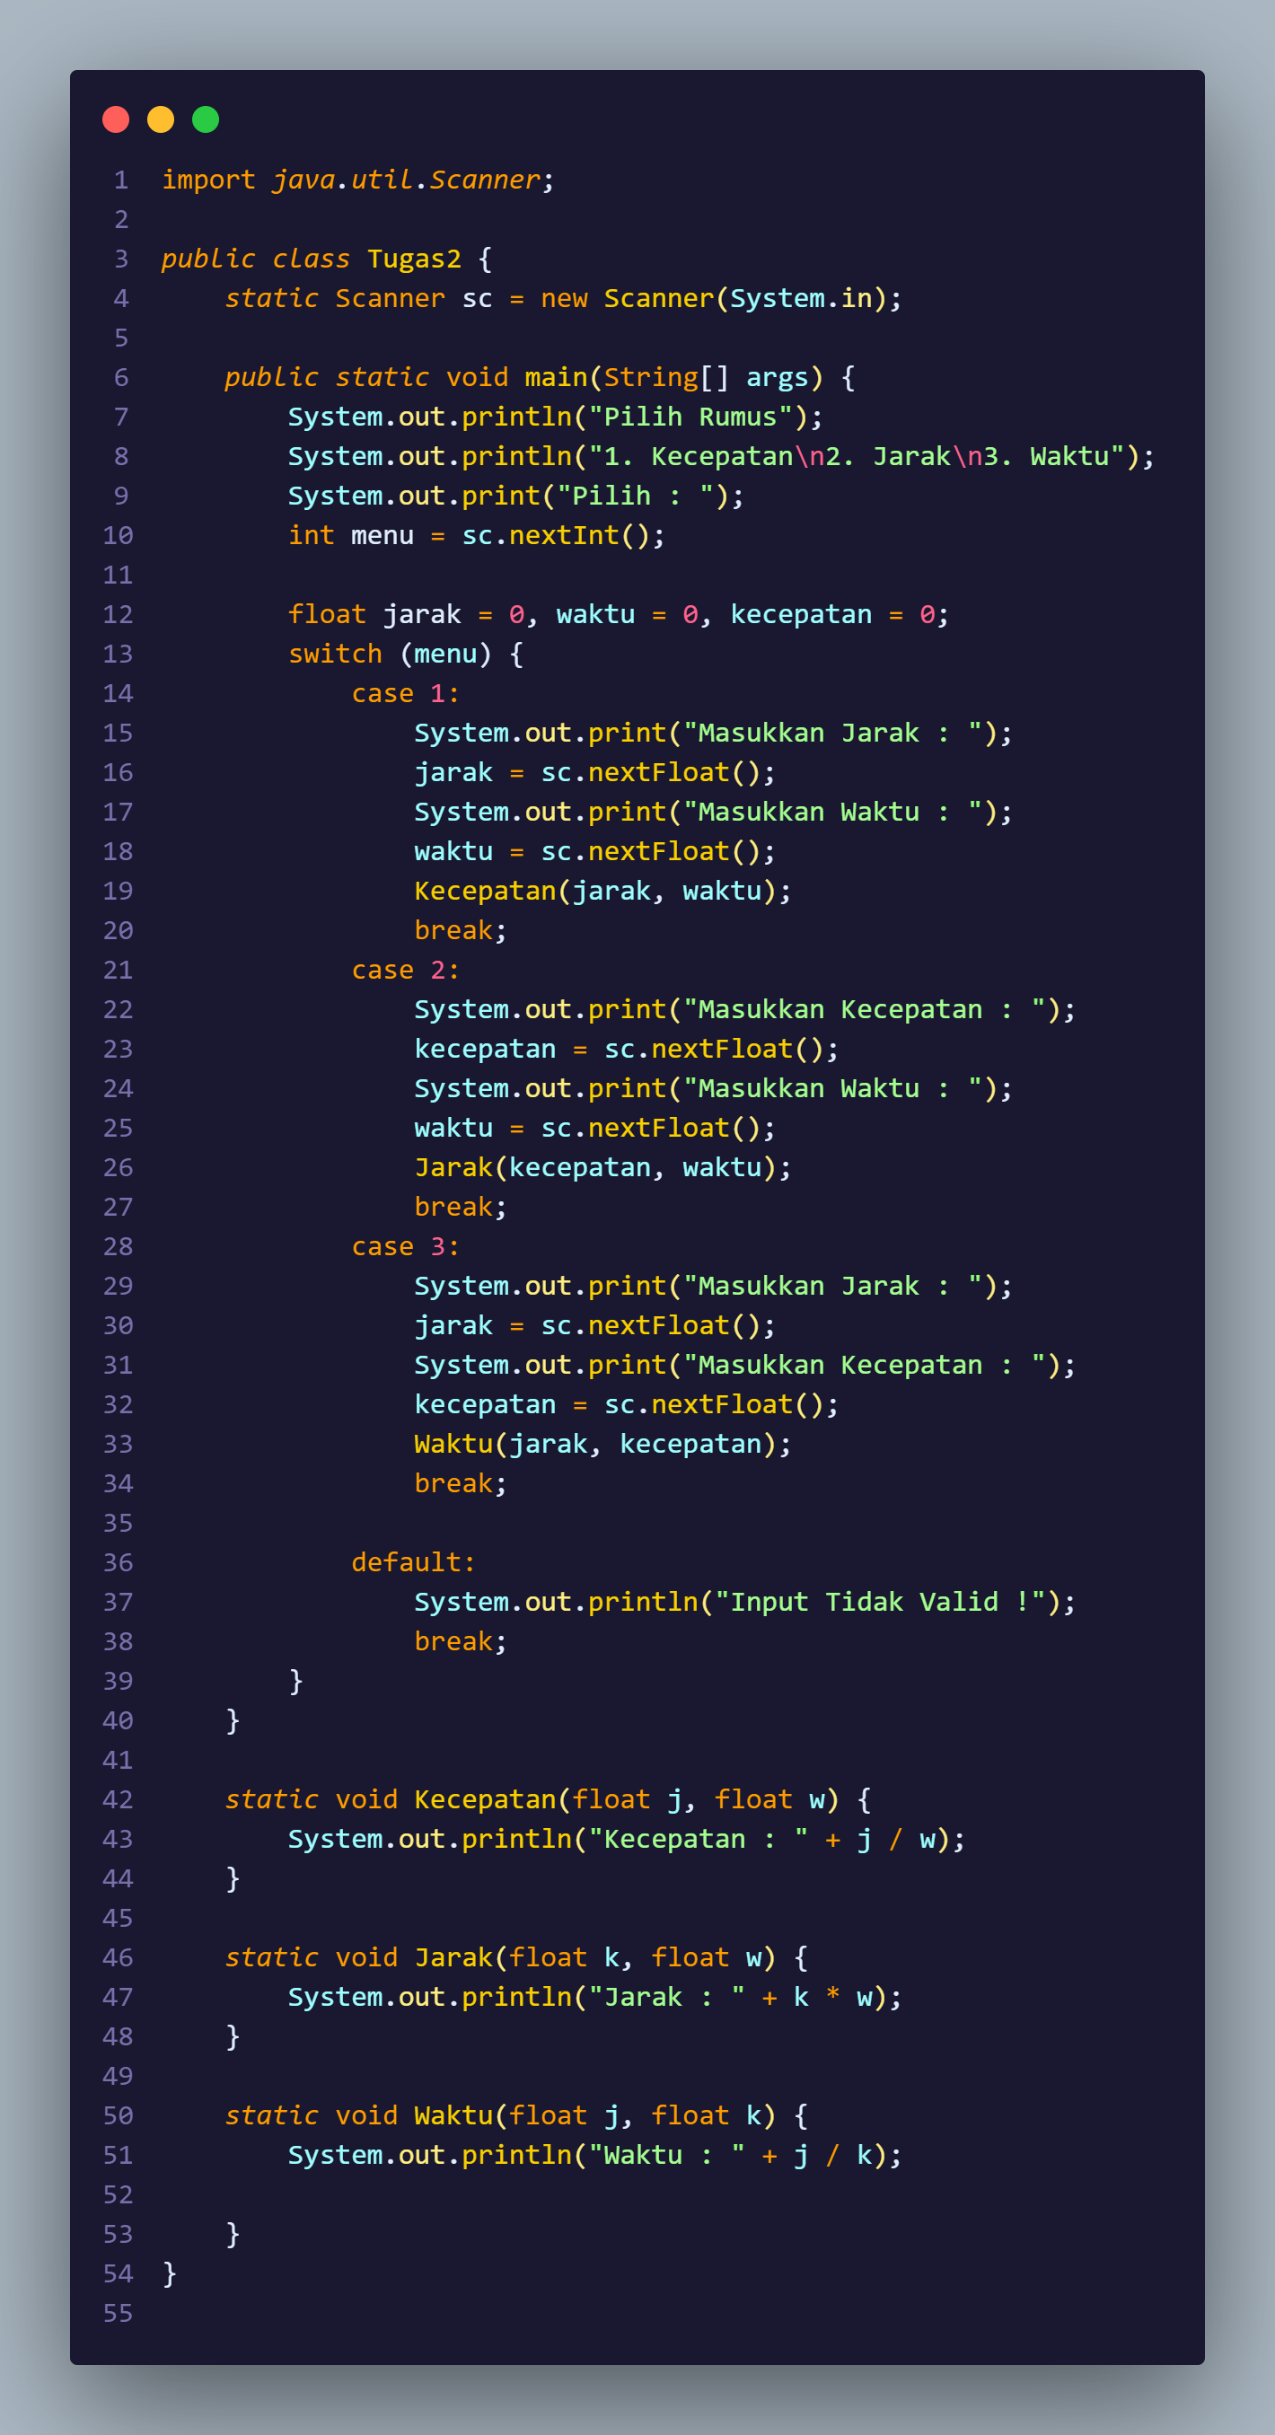 1 import java.util.Scanner;
2
3 public class Tugas2 {
4     static Scanner sc = new Scanner(System.in);
5
6     public static void main(String[] args) {
7         System.out.println("Pilih Rumus");
8         System.out.println("1. Kecepatan\n2. Jarak\n3. Waktu");
9         System.out.print("Pilih : ");
10         int menu = sc.nextInt();
11
12         float jarak = 0, waktu = 0, kecepatan = 0;
13         switch (menu) {
14             case 1:
15                 System.out.print("Masukkan Jarak : ");
16                 jarak = sc.nextFloat();
17                 System.out.print("Masukkan Waktu : ");
18                 waktu = sc.nextFloat();
19                 Kecepatan(jarak, waktu);
20                 break;
21             case 2:
22                 System.out.print("Masukkan Kecepatan : ");
23                 kecepatan = sc.nextFloat();
24                 System.out.print("Masukkan Waktu : ");
25                 waktu = sc.nextFloat();
26                 Jarak(kecepatan, waktu);
27                 break;
28             case 3:
29                 System.out.print("Masukkan Jarak : ");
30                 jarak = sc.nextFloat();
31                 System.out.print("Masukkan Kecepatan : ");
32                 kecepatan = sc.nextFloat();
33                 Waktu(jarak, kecepatan);
34                 break;
35
36             default:
37                 System.out.println("Input Tidak Valid !");
38                 break;
39         }
40     }
41
42     static void Kecepatan(float j, float w) {
43         System.out.println("Kecepatan : " + j / w);
44     }
45
46     static void Jarak(float k, float w) {
47         System.out.println("Jarak : " + k * w);
48     }
49
50     static void Waktu(float j, float k) {
51         System.out.println("Waktu : " + j / k);
52
53     }
54 }
55